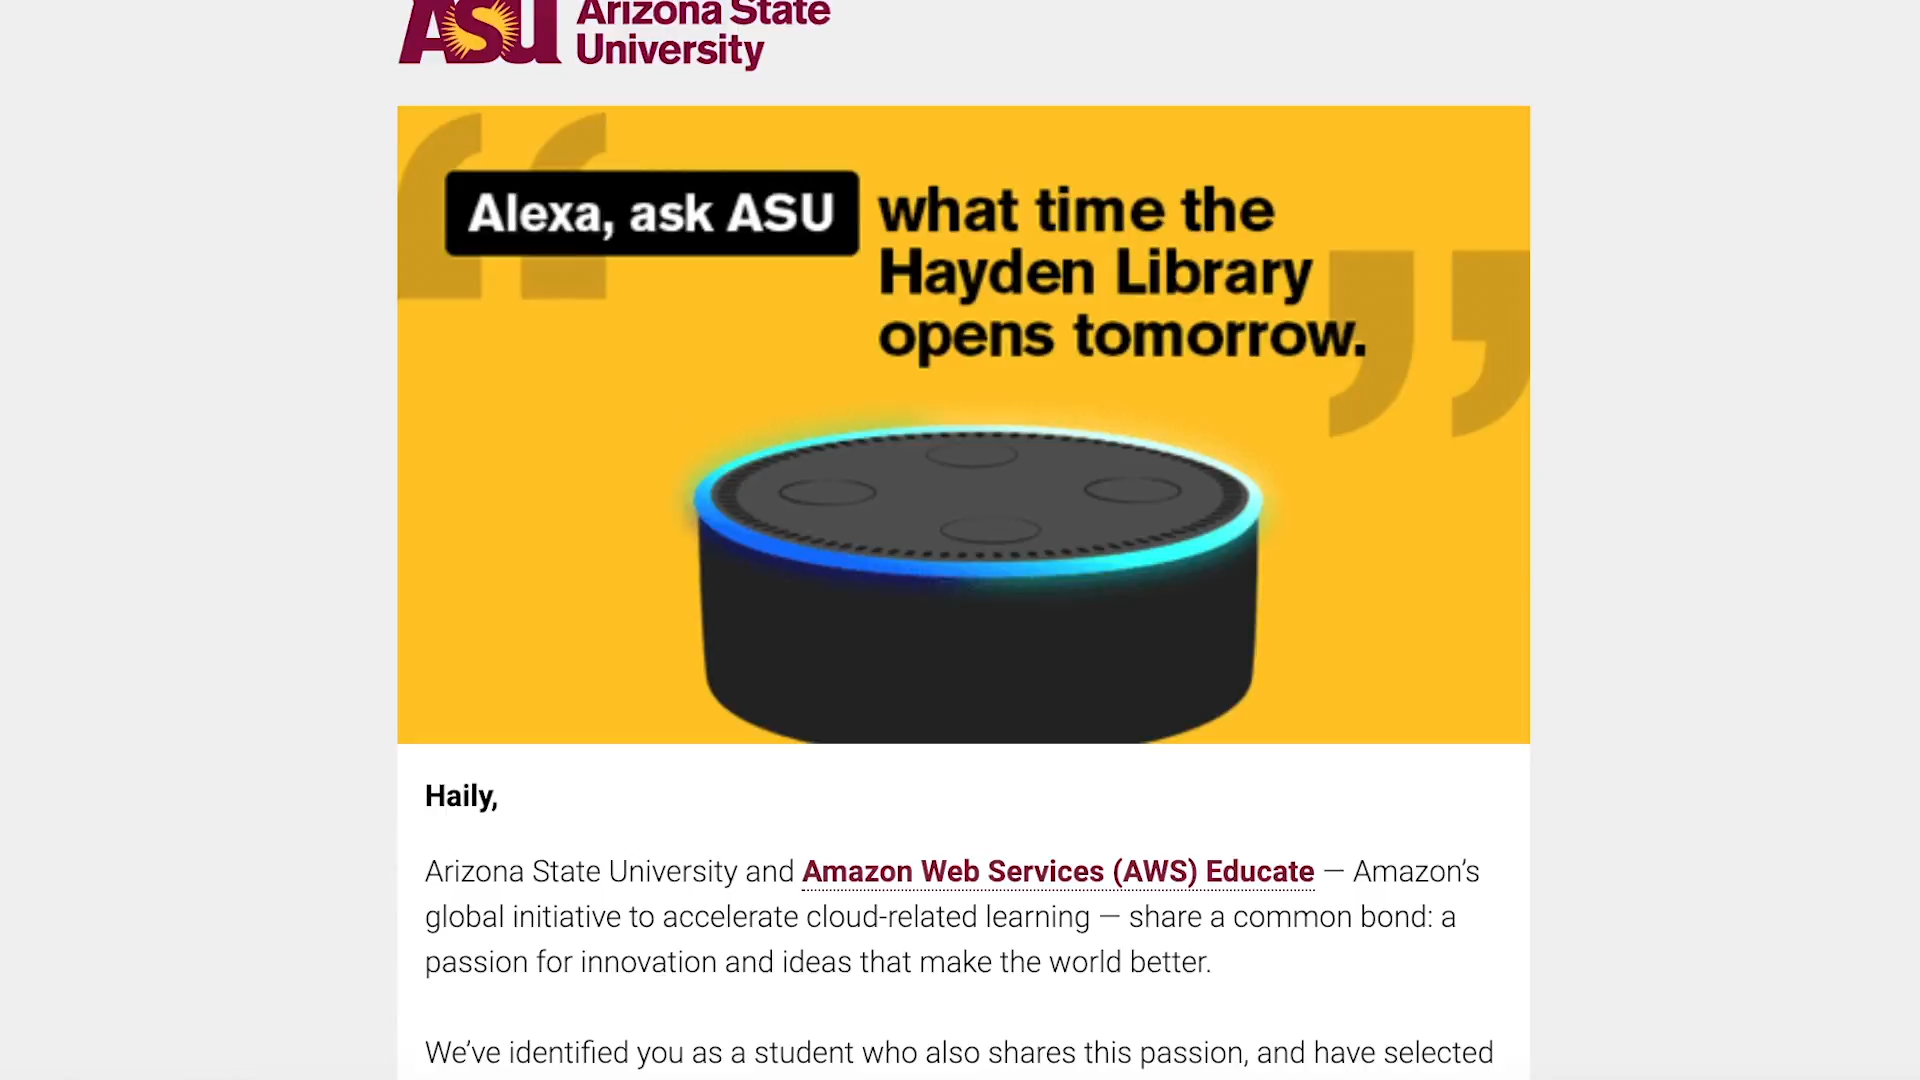 ASU Arizona State
University
Alexa, ask ASU what time the
Hayden Library
opens tomorrow.
Haily,
Arizona State University and Amazon Web Services (AWS) Educate — Amazon’s
global initiative to accelerate cloud-related learning — share a common bond: a
passion for innovation and ideas that make the world better.
We’ve identified you as a student who also shares this passion, and have selected